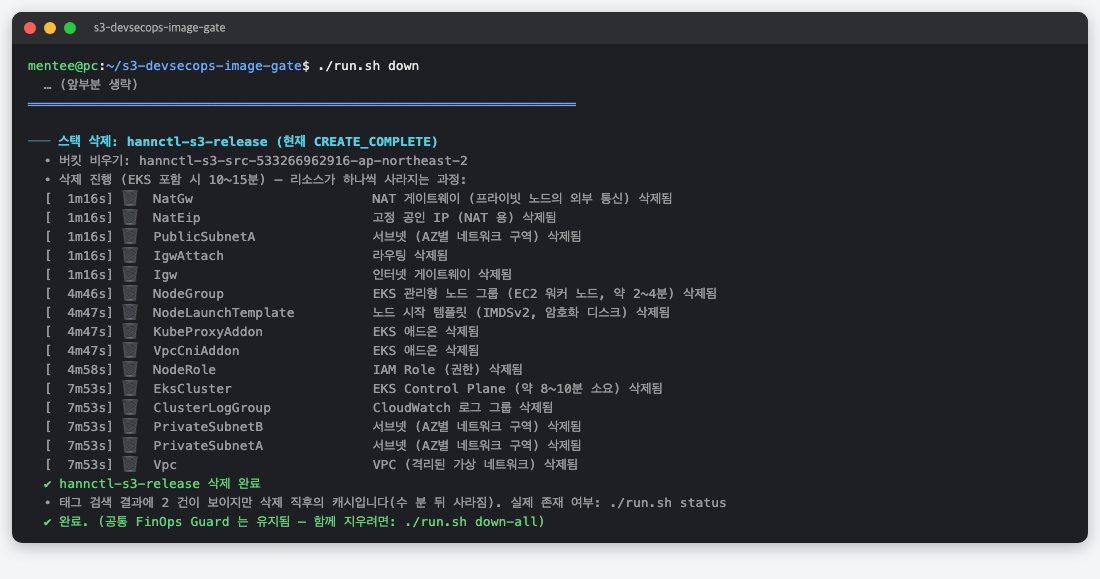 s3-devsecops-image-gate
mentee@pc:~/s3-devsecops-image-gate$ ./run.sh down
… (앞부분 생략)
── 스택 삭제: hannctl-s3-release (현재 CREATE_COMPLETE)
• 버킷 비우기: hannctl-s3-src-533266962916-ap-northeast-2
• 삭제 진행 (EKS 포함 시 10~15분) — 리소스가 하나씩 사라지는 과정:
[ 1m16s] NatGw NAT 게이트웨이 (프라이빗 노드의 외부 통신) 삭제됨
[ 1m16s] NatEip 고정 공인 IP (NAT 용) 삭제됨
[ 1m16s] PublicSubnetA 서브넷 (AZ별 네트워크 구역) 삭제됨
[ 1m16s] IgwAttach 라우팅 삭제됨
[ 1m16s] Igw 인터넷 게이트웨이 삭제됨
[ 4m46s] NodeGroup EKS 관리형 노드 그룹 (EC2 워커 노드, 약 2~4분) 삭제됨
[ 4m47s] NodeLaunchTemplate 노드 시작 템플릿 (IMDSv2, 암호화 디스크) 삭제됨
[ 4m47s] KubeProxyAddon EKS 애드온 삭제됨
[ 4m47s] VpcCniAddon EKS 애드온 삭제됨
[ 4m58s] NodeRole IAM Role (권한) 삭제됨
[ 7m53s] EksCluster EKS Control Plane (약 8~10분 소요) 삭제됨
[ 7m53s] ClusterLogGroup CloudWatch 로그 그룹 삭제됨
[ 7m53s] PrivateSubnetB 서브넷 (AZ별 네트워크 구역) 삭제됨
[ 7m53s] PrivateSubnetA 서브넷 (AZ별 네트워크 구역) 삭제됨
[ 7m53s] Vpc VPC (격리된 가상 네트워크) 삭제됨
✔ hannctl-s3-release 삭제 완료
• 태그 검색 결과에 2 건이 보이지만 삭제 직후의 캐시입니다(수 분 뒤 사라짐). 실제 존재 여부: ./run.sh status
✔ 완료. (공통 FinOps Guard 는 유지됨 — 함께 지우려면: ./run.sh down-all)